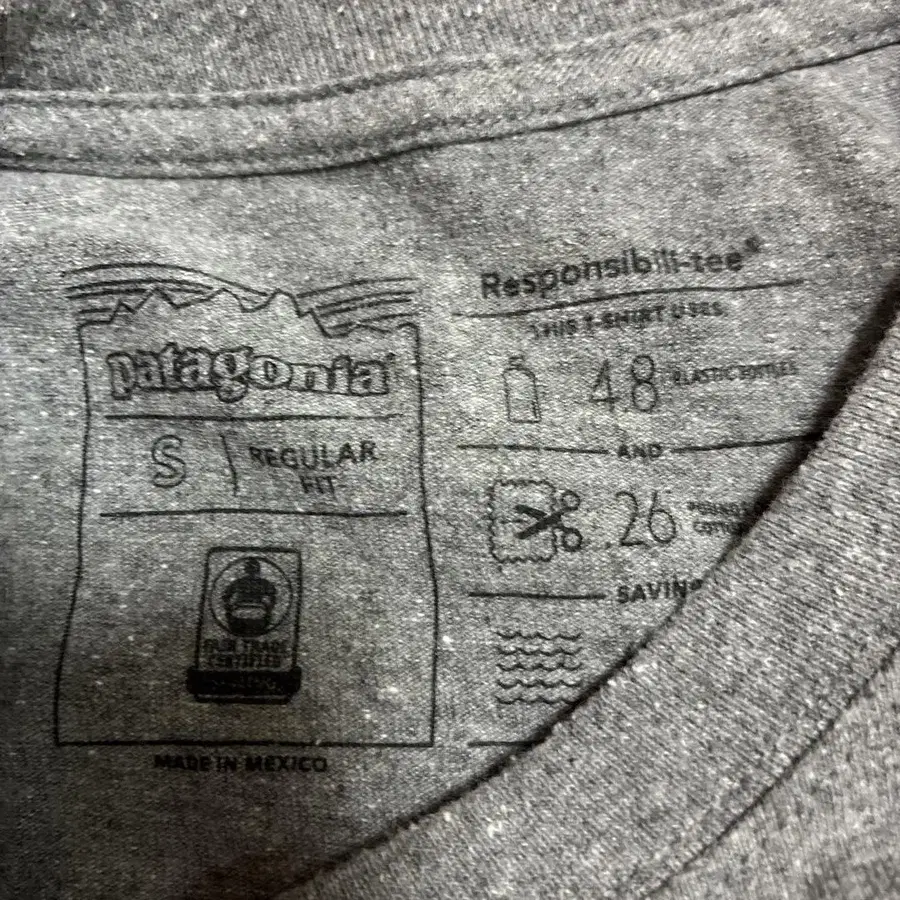 patagonia®
S | REGULAR
FIT
FAIR TRADE
CERTIFIED
MADE IN MEXICO
Responsibili-tee®
THIS T-SHIRT USES
4.8 PLASTIC BOTTLES
AND
.26
SAVING